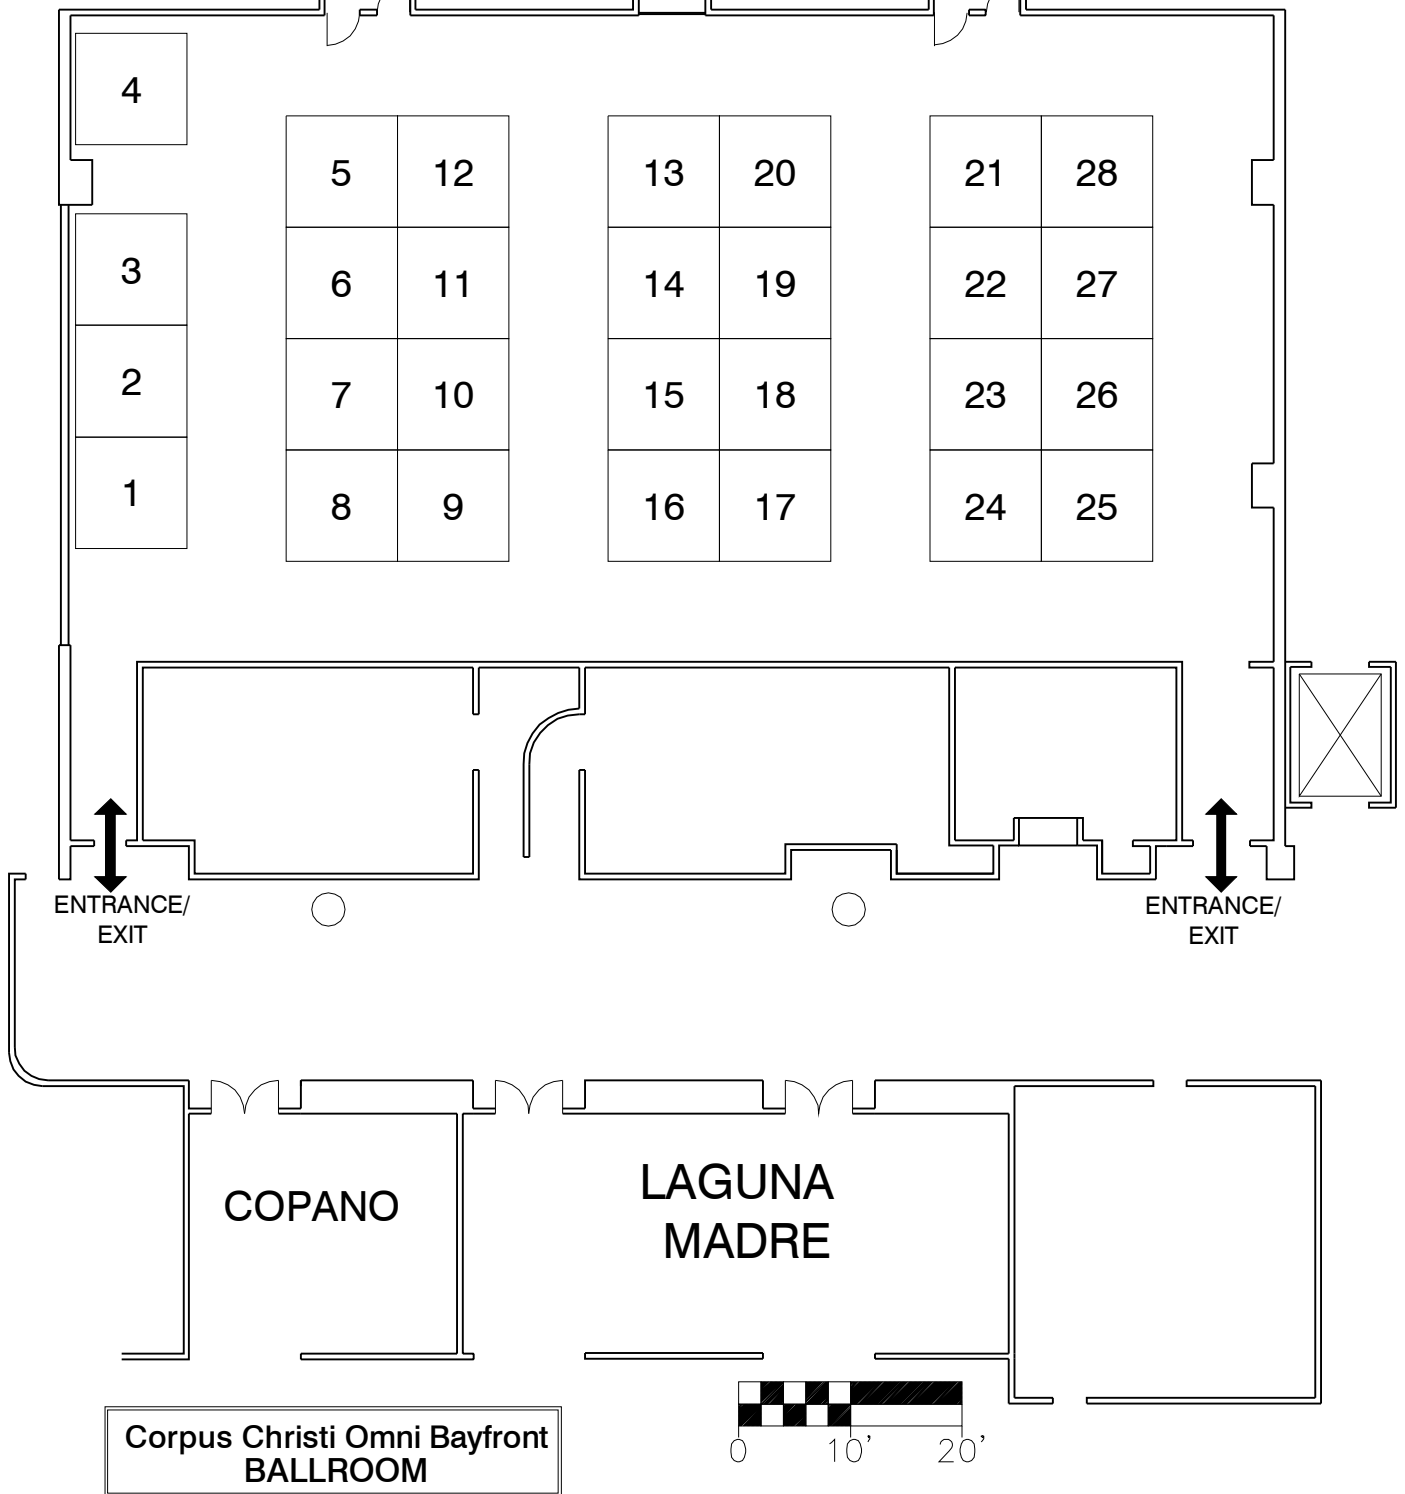 4
5 12 13 20 21 28
3 6 11 14 19 22 27
2 7 10 15 18 23 26
1 8 9 16 17 24 25
ENTRANCE/
EXIT
ENTRANCE/
EXIT
COPANO
LAGUNA
MADRE
0 10' 20'
Corpus Christi Omni Bayfront
BALLROOM